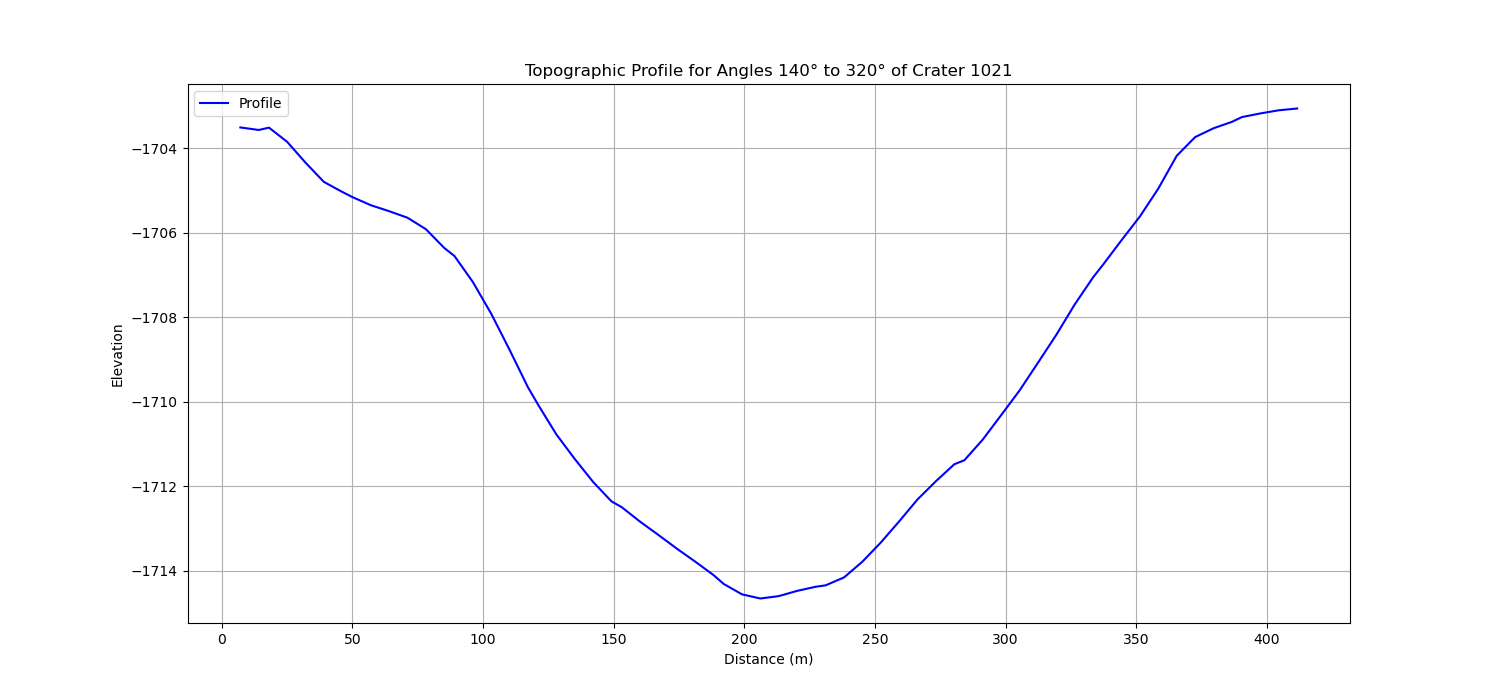 Topographic Profile for Angles 140° to 320° of Crater 1021
Profile
−1704
−1706
−1708
−1710
−1712
−1714
Elevation
0 50 100 150 200 250 300 350 400
Distance (m)